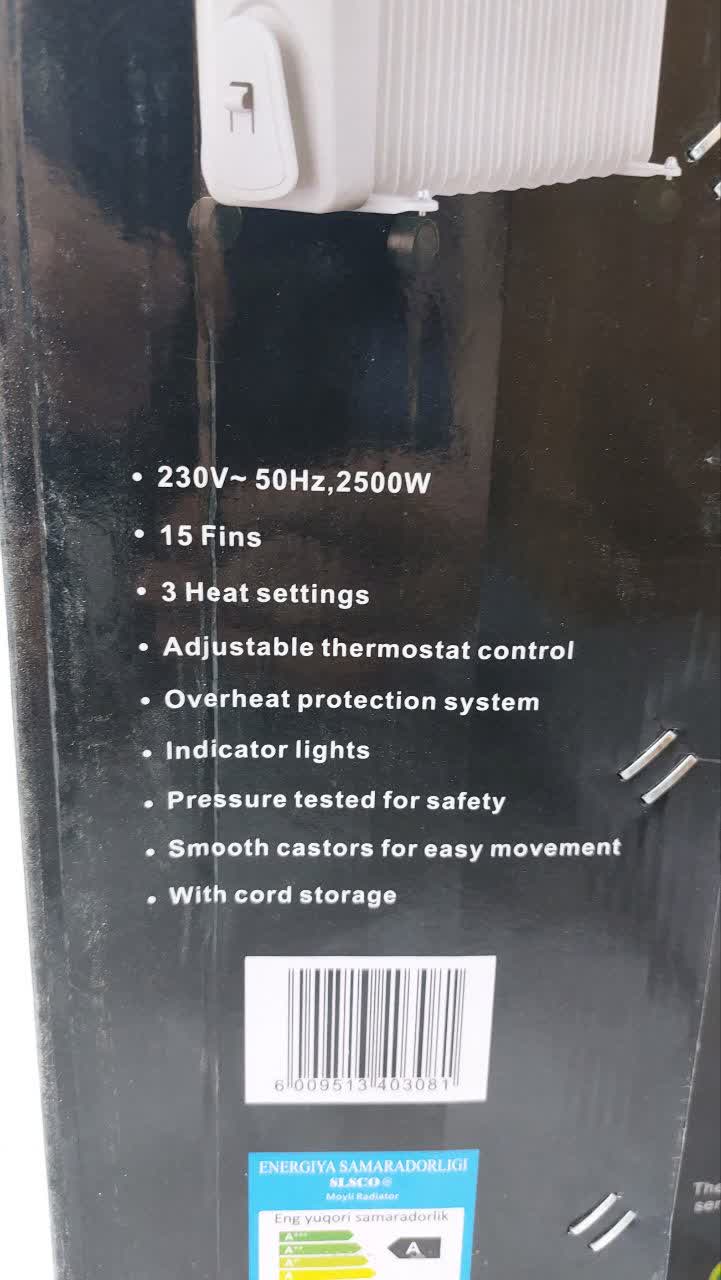 • 230V~ 50Hz,2500W
• 15 Fins
• 3 Heat settings
• Adjustable thermostat control
• Overheat protection system
• Indicator lights
• Pressure tested for safety
• Smooth castors for easy movement
• With cord storage
6 009513 403081
ENERGIYA SAMARADORLIGI
SLSCO ®
Moyli Radiator
Eng yuqori samaradorlik
A+++
A++
A+
A
A